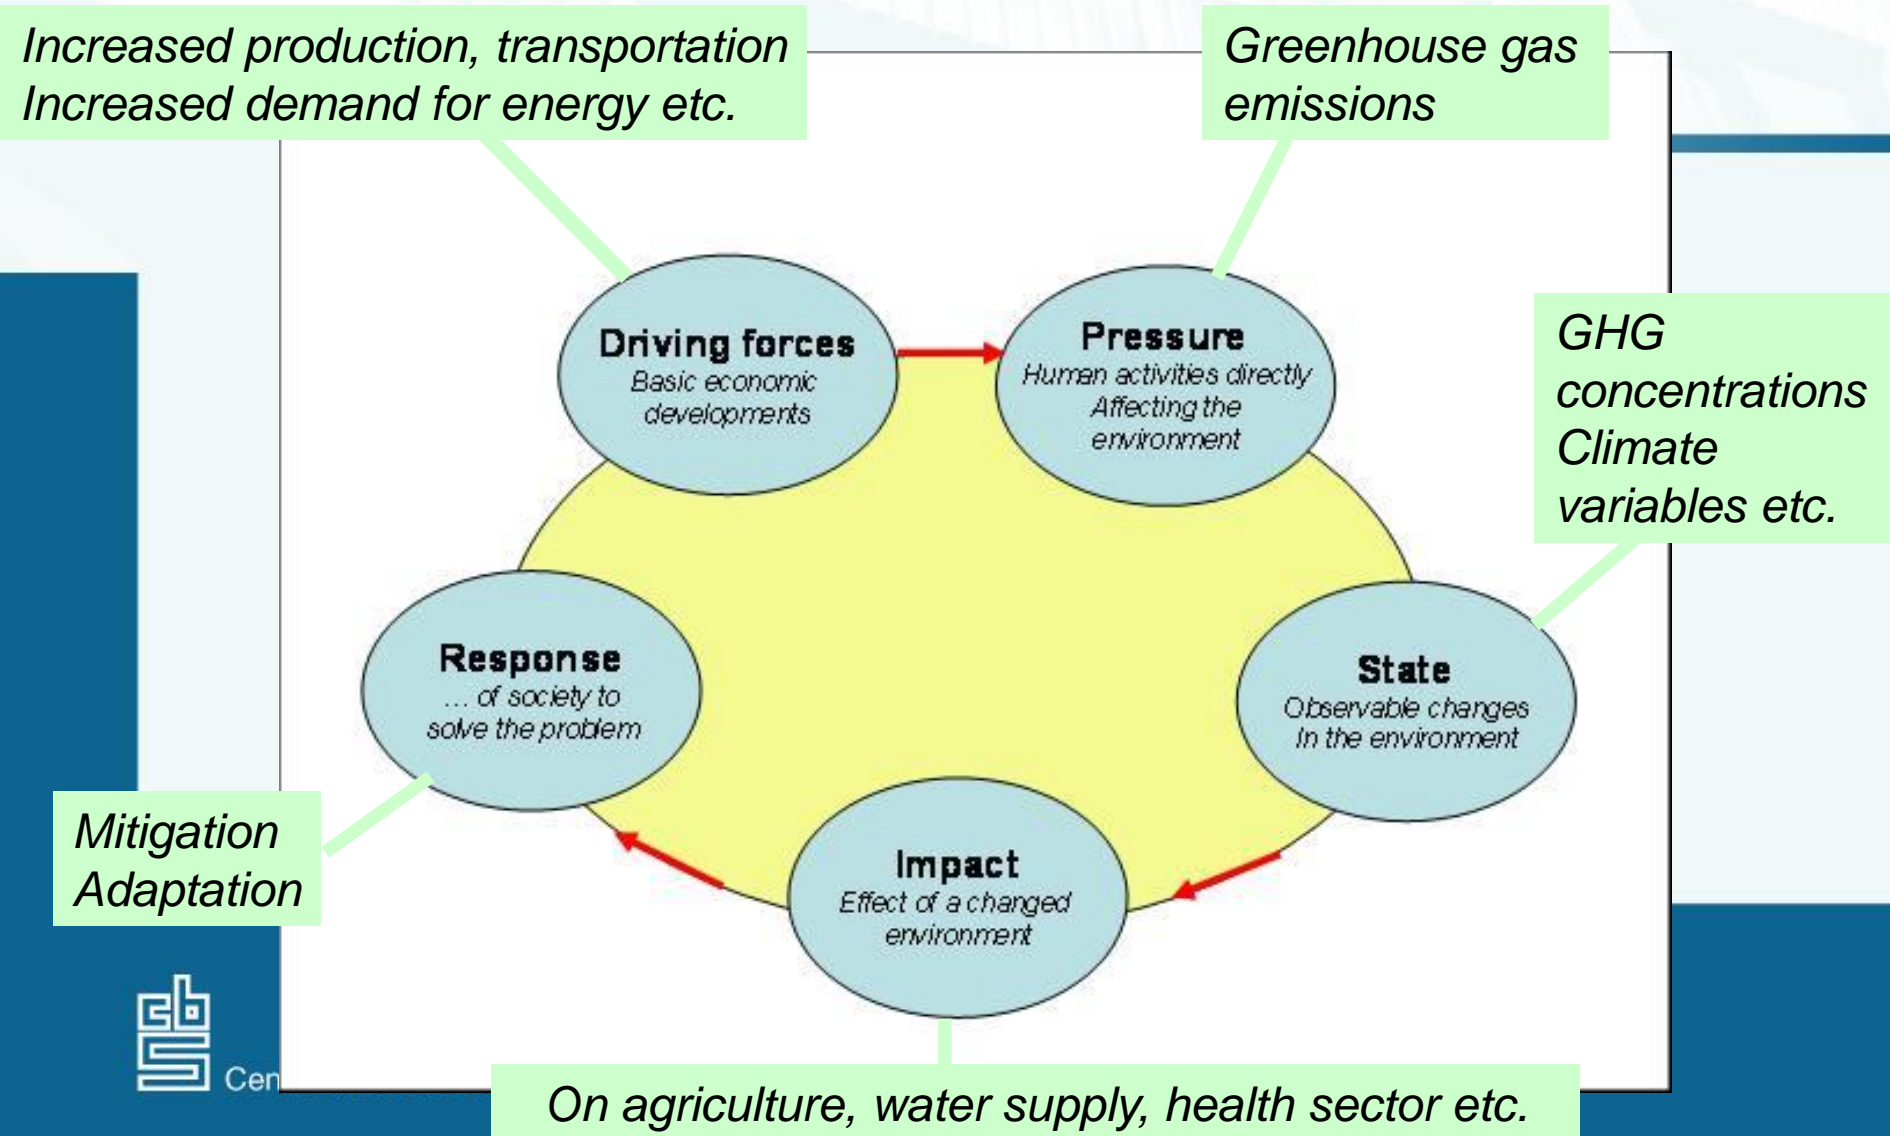 Increased production, transportation
Increased demand for energy etc.
Greenhouse gas
emissions
Driving forces
Basic economic
developments
Pressure
Human activities directly
Affecting the
environment
GHG
concentrations
Climate
variables etc.
Response
... of society to
solve the problem
State
Observable changes
In the environment
Mitigation
Adaptation
Impact
Effect of a changed
environment
cbs
Cen
On agriculture, water supply, health sector etc.